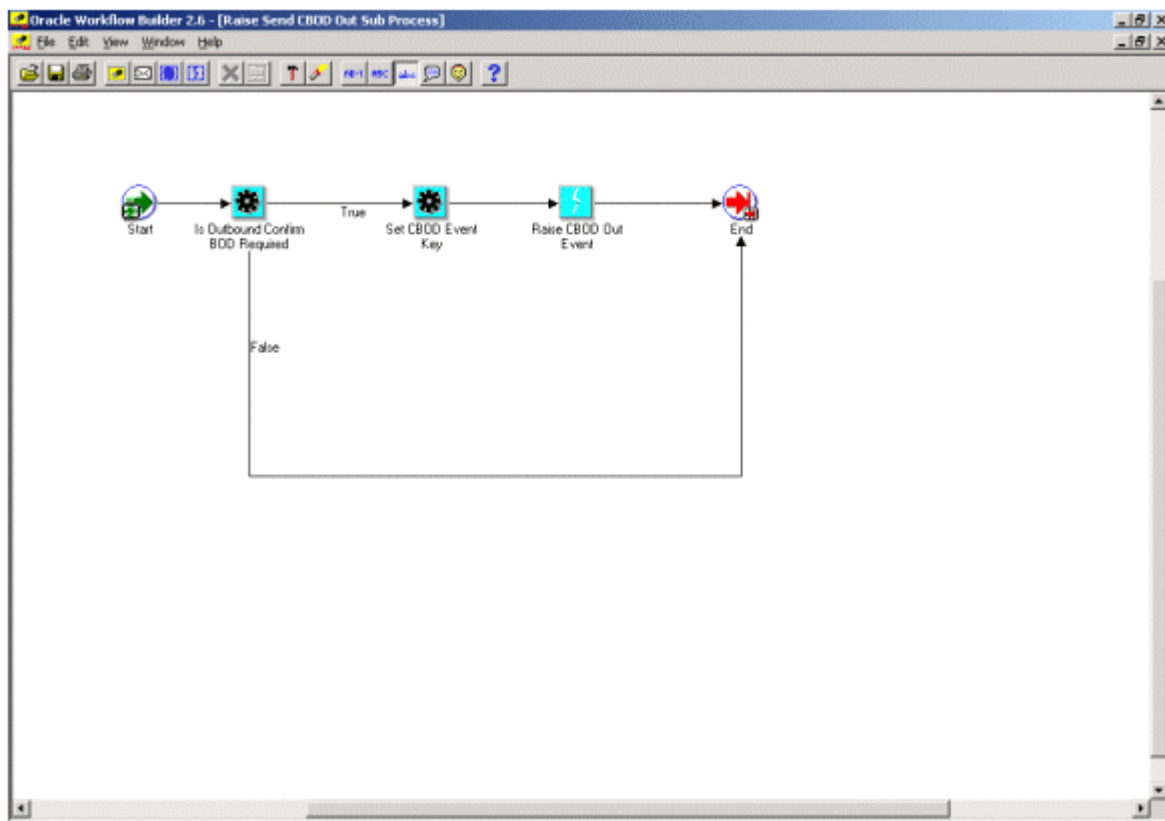 Oracle Workflow Builder 2.6 - [Raise Send CBOD Out Sub Process]
File Edit View Window Help
True
Start
Is Outbound Confirm
BOD Required
Set CBOD Event
Key
Raise CBOD Out
Event
End
False